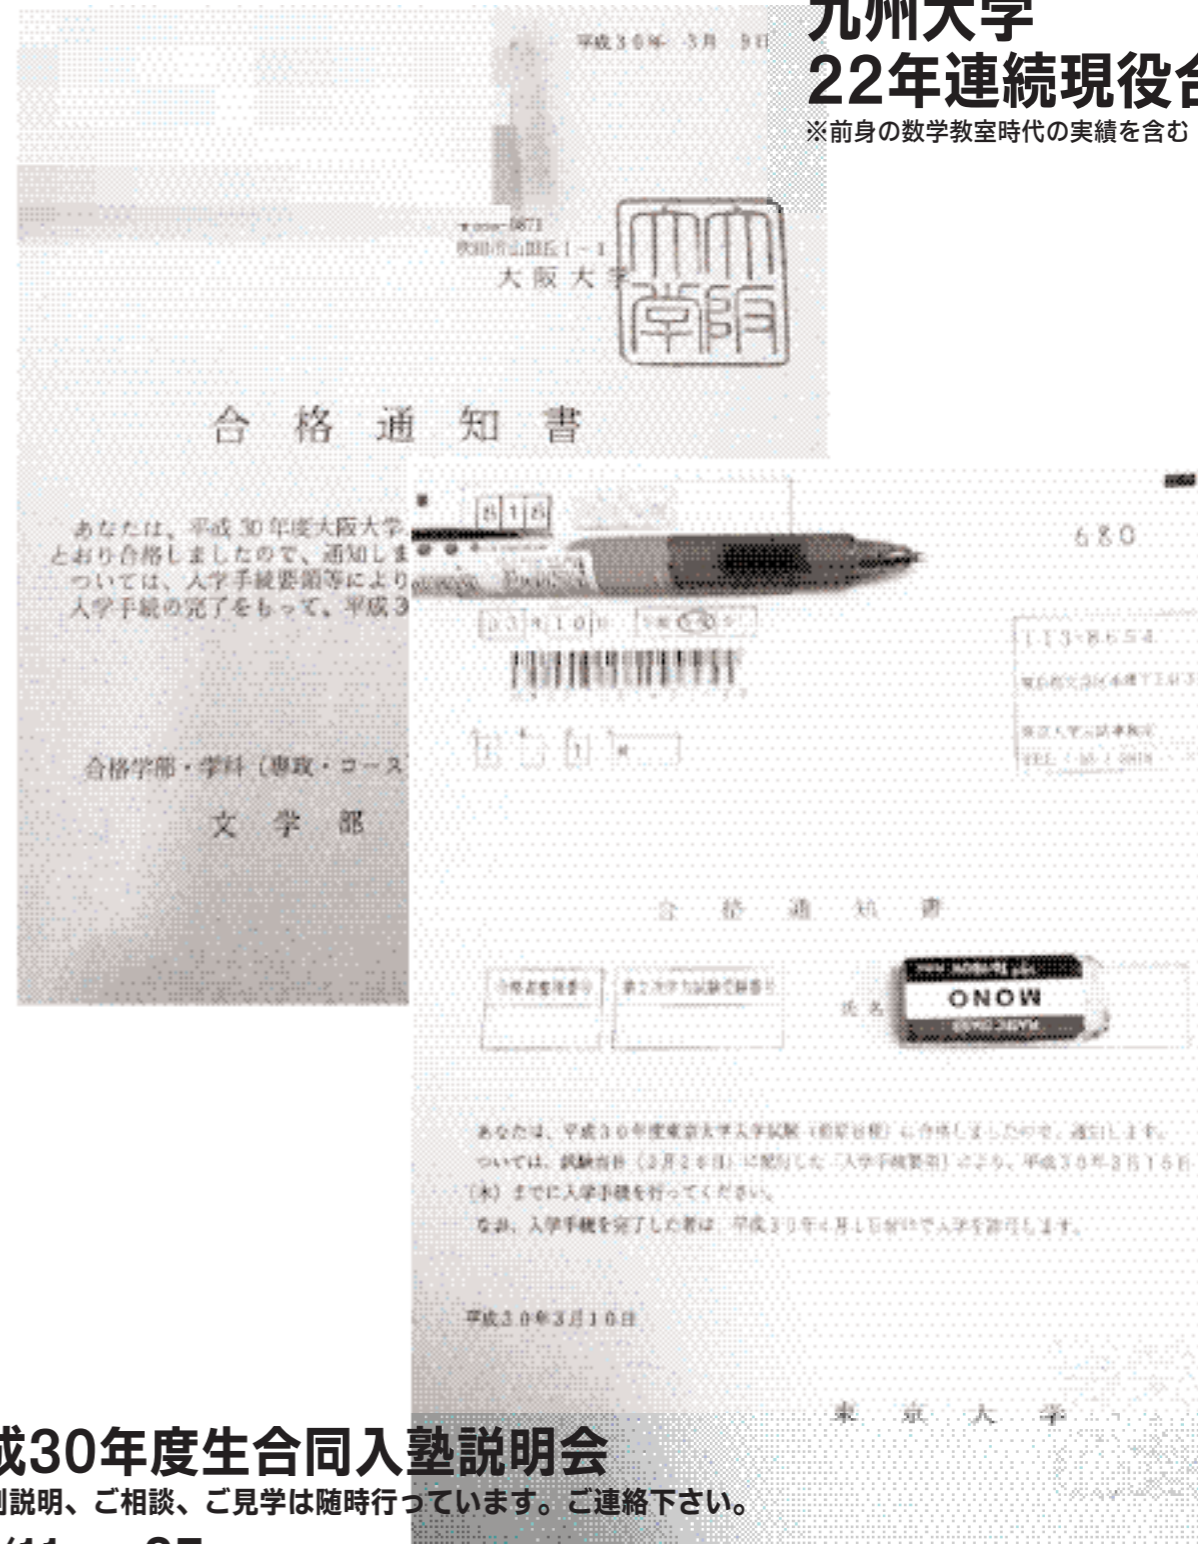 九州大学
22年連続現役合
※前身の数学教室時代の実績を含む
平成30年 3月 9日
大阪大学
合格通知書
あなたは、平成30年度大阪大学
とおり合格しましたので、通知しま
ついては、入学手続要領等により
入学手続の完了をもって、平成3
合格学部・学科（専攻・コース
文学部
818
680
113-8654
合格通知書
氏名
MONO
あなたは、平成30年度東京大学入学試験（前期日程）に合格しましたので、通知します。
ついては、試験当日（2月26日）に配付した「入学手続要領」により、平成30年3月15日
（木）までに入学手続を行ってください。
なお、入学手続を完了した者は、平成30年4月1日付けで入学を許可します。
平成30年3月10日
東京大学
成30年度生合同入塾説明会
別説明、ご相談、ご見学は随時行っています。ご連絡下さい。